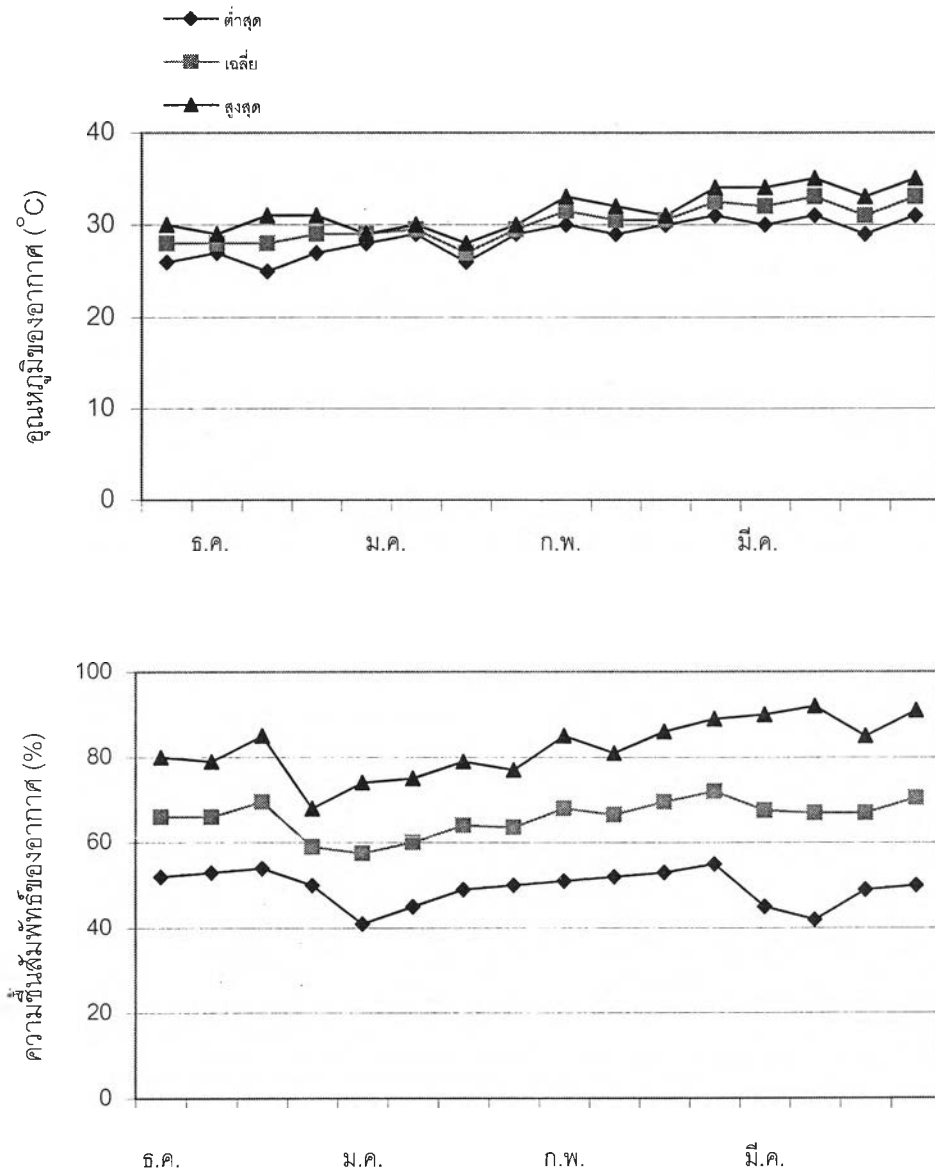 ต่ำสุด
เฉลี่ย
สูงสุด
40
30
20
10
0
อุณหภูมิของอากาศ (°C)
ธ.ค. ม.ค. ก.พ. มี.ค.
100
80
60
40
20
0
ความชื้นสัมพัทธ์ของอากาศ (%)
ธ.ค. ม.ค. ก.พ. มี.ค.